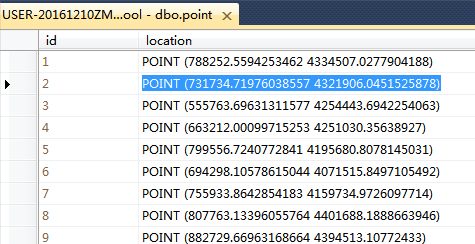 USER-20161210ZM...ool - dbo.point
id location
1 POINT (788252.5594253462 4334507.0277904188)
2 POINT (731734.71976038557 4321906.0451525878)
3 POINT (555763.69631311577 4254443.6942254063)
4 POINT (663212.00099715253 4251030.35638927)
5 POINT (799556.7240772841 4195680.8078145031)
6 POINT (694298.10578615044 4071515.8497105492)
7 POINT (755933.8642854183 4159734.9726097714)
8 POINT (807763.13396055764 4401688.1888663946)
9 POINT (882729.66963168664 4394513.10772433)